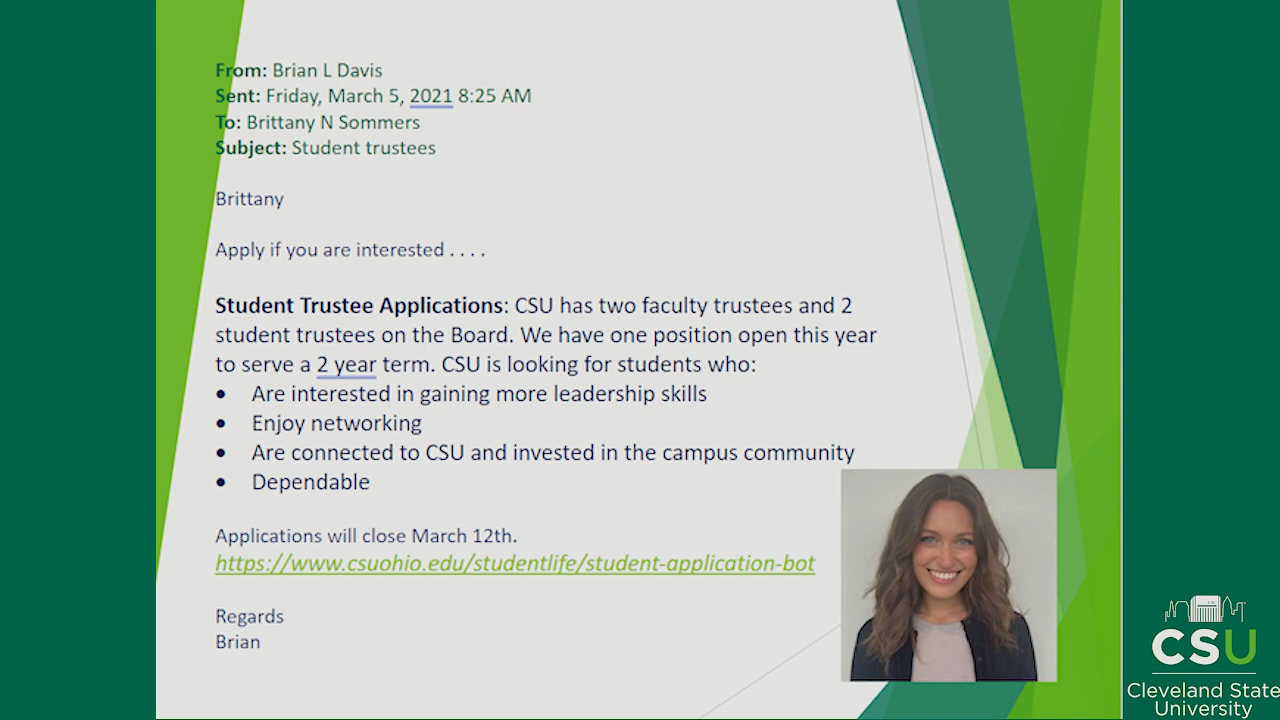 From: Brian L Davis
Sent: Friday, March 5, 2021 8:25 AM
To: Brittany N Sommers
Subject: Student trustees
Brittany
Apply if you are interested . . . .
Student Trustee Applications: CSU has two faculty trustees and 2
student trustees on the Board. We have one position open this year
to serve a 2 year term. CSU is looking for students who:
• Are interested in gaining more leadership skills
• Enjoy networking
• Are connected to CSU and invested in the campus community
• Dependable
Applications will close March 12th.
https://www.csuohio.edu/studentlife/student-application-bot
Regards
Brian
CSU
Cleveland State
University